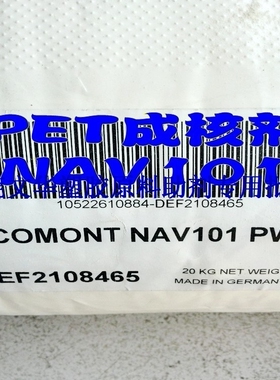 PET成核剂
NAV101
10522610884-DEF2108465
COMONT NAV101 PW
EF2108465
20 KG NET WEIG
MADE IN GERMAN